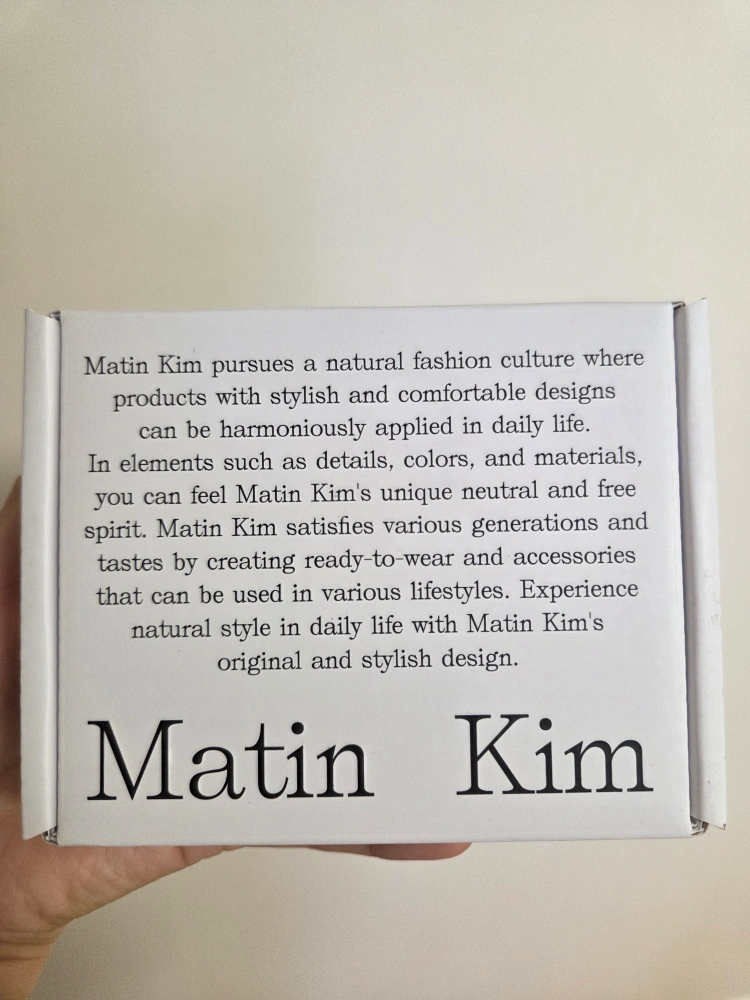 Matin Kim pursues a natural fashion culture where
products with stylish and comfortable designs
can be harmoniously applied in daily life.
In elements such as details, colors, and materials,
you can feel Matin Kim's unique neutral and free
spirit. Matin Kim satisfies various generations and
tastes by creating ready-to-wear and accessories
that can be used in various lifestyles. Experience
natural style in daily life with Matin Kim's
original and stylish design.
Matin Kim